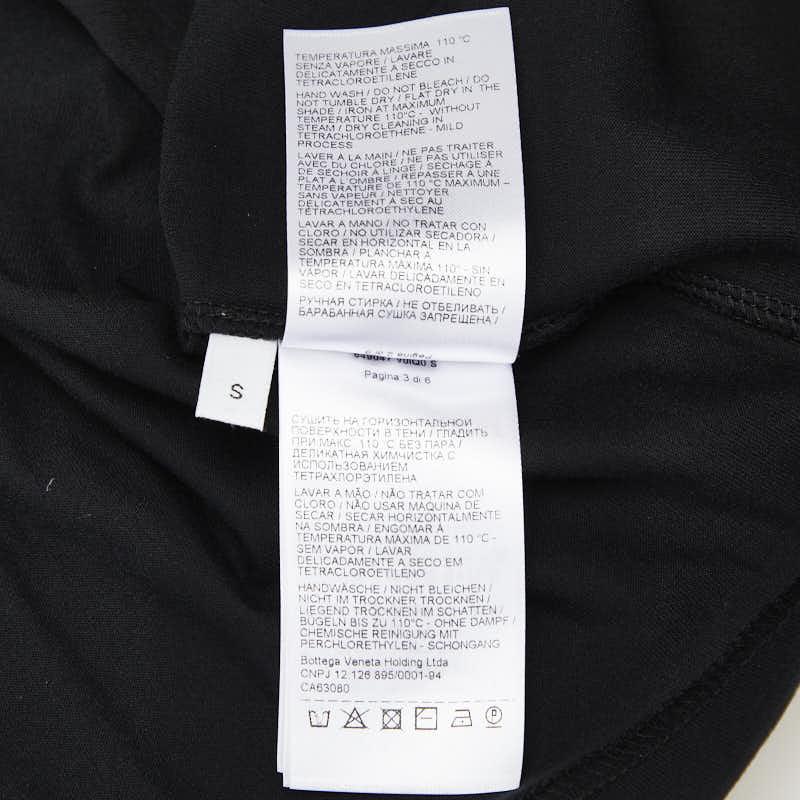 TEMPERATURA MASSIMA 110 °C
SENZA VAPORE / LAVARE
DELICATAMENTE A SECCO IN
TETRACLOROETILENE
HAND WASH / DO NOT BLEACH / DO
NOT TUMBLE DRY / FLAT DRY IN THE
SHADE / IRON AT MAXIMUM
TEMPERATURE 110°C - WITHOUT
STEAM / DRY CLEANING IN
TETRACHLOROETHENE - MILD
PROCESS
LAVER À LA MAIN / NE PAS TRAITER
AVEC DU CHLORE / NE PAS UTILISER
DE SÉCHOIR À LINGE / SÉCHAGE À
PLAT À L'OMBRE / REPASSER À UNE
TEMPÉRATURE DE 110 °C MAXIMUM –
SANS VAPEUR / NETTOYER
DÉLICATEMENT À SEC AU
TÉTRACHLOROÉTHYLÈNE
LAVAR A MANO / NO TRATAR CON
CLORO / NO UTILIZAR SECADORA /
SECAR EN HORIZONTAL EN LA
SOMBRA / PLANCHAR A
TEMPERATURA MÁXIMA 110° - SIN
VAPOR / LAVAR DELICADAMENTE EN
SECO EN TETRACLOROETILENO
РУЧНАЯ СТИРКА / НЕ ОТБЕЛИВАТЬ /
БАРАБАННАЯ СУШКА ЗАПРЕЩЕНА /
S
Pagina 3 di 6
СУШИТЬ НА ГОРИЗОНТАЛЬНОЙ
ПОВЕРХНОСТИ В ТЕНИ / ГЛАДИТЬ
ПРИ МАКС. 110 °C БЕЗ ПАРА /
ДЕЛИКАТНАЯ ХИМЧИСТКА С
ИСПОЛЬЗОВАНИЕМ
ТЕТРАХЛОРЭТИЛЕНА
LAVAR A MÃO / NÃO TRATAR COM
CLORO / NÃO USAR MÁQUINA DE
SECAR / SECAR HORIZONTALMENTE
NA SOMBRA / ENGOMAR À
TEMPERATURA MÁXIMA DE 110 °C -
SEM VAPOR / LAVAR
DELICADAMENTE A SECO EM
TETRACLOROETILENO
HANDWÄSCHE / NICHT BLEICHEN /
NICHT IM TROCKNER TROCKNEN /
LIEGEND TROCKNEN IM SCHATTEN /
BÜGELN BIS ZU 110°C - OHNE DAMPF /
CHEMISCHE REINIGUNG MIT
PERCHLORETHYLEN - SCHONGANG
Bottega Veneta Holding Ltda
CNPJ 12.126.895/0001-94
CA63080